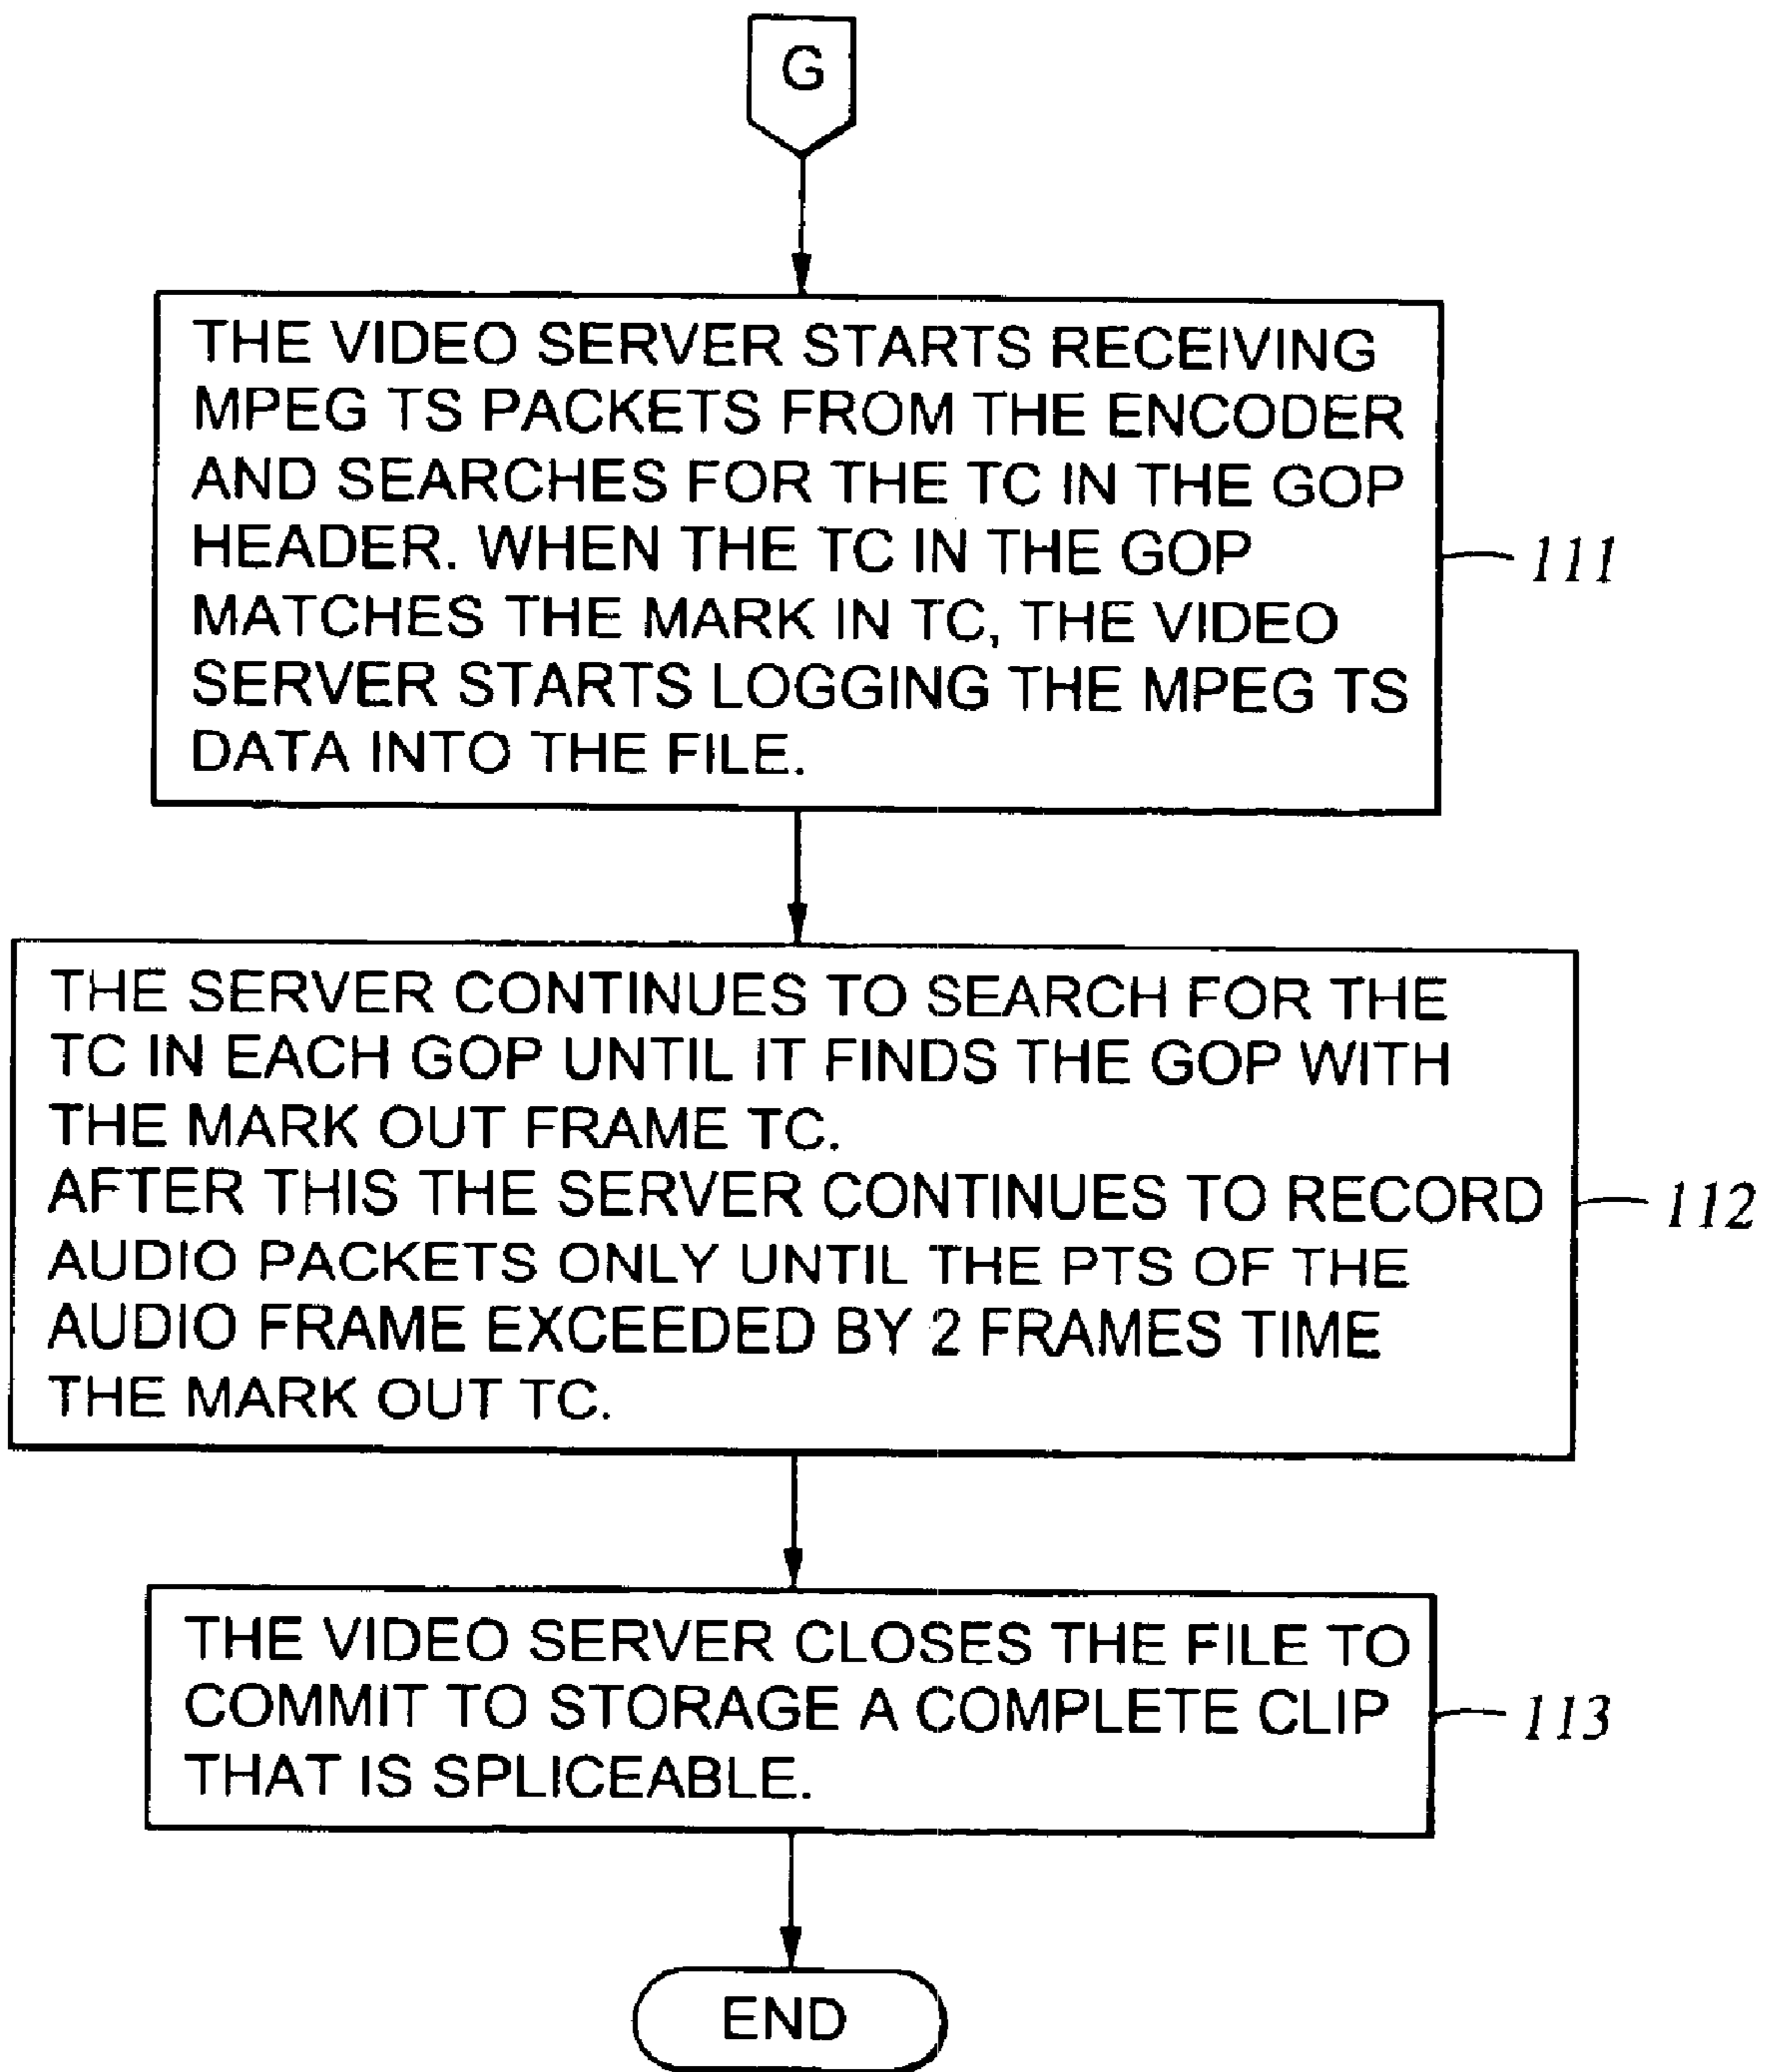 G
THE VIDEO SERVER STARTS RECEIVING
MPEG TS PACKETS FROM THE ENCODER
AND SEARCHES FOR THE TC IN THE GOP
HEADER. WHEN THE TC IN THE GOP
MATCHES THE MARK IN TC, THE VIDEO
SERVER STARTS LOGGING THE MPEG TS
DATA INTO THE FILE.
111
THE SERVER CONTINUES TO SEARCH FOR THE
TC IN EACH GOP UNTIL IT FINDS THE GOP WITH
THE MARK OUT FRAME TC.
AFTER THIS THE SERVER CONTINUES TO RECORD
AUDIO PACKETS ONLY UNTIL THE PTS OF THE
AUDIO FRAME EXCEEDED BY 2 FRAMES TIME
THE MARK OUT TC.
112
THE VIDEO SERVER CLOSES THE FILE TO
COMMIT TO STORAGE A COMPLETE CLIP
THAT IS SPLICEABLE.
113
END